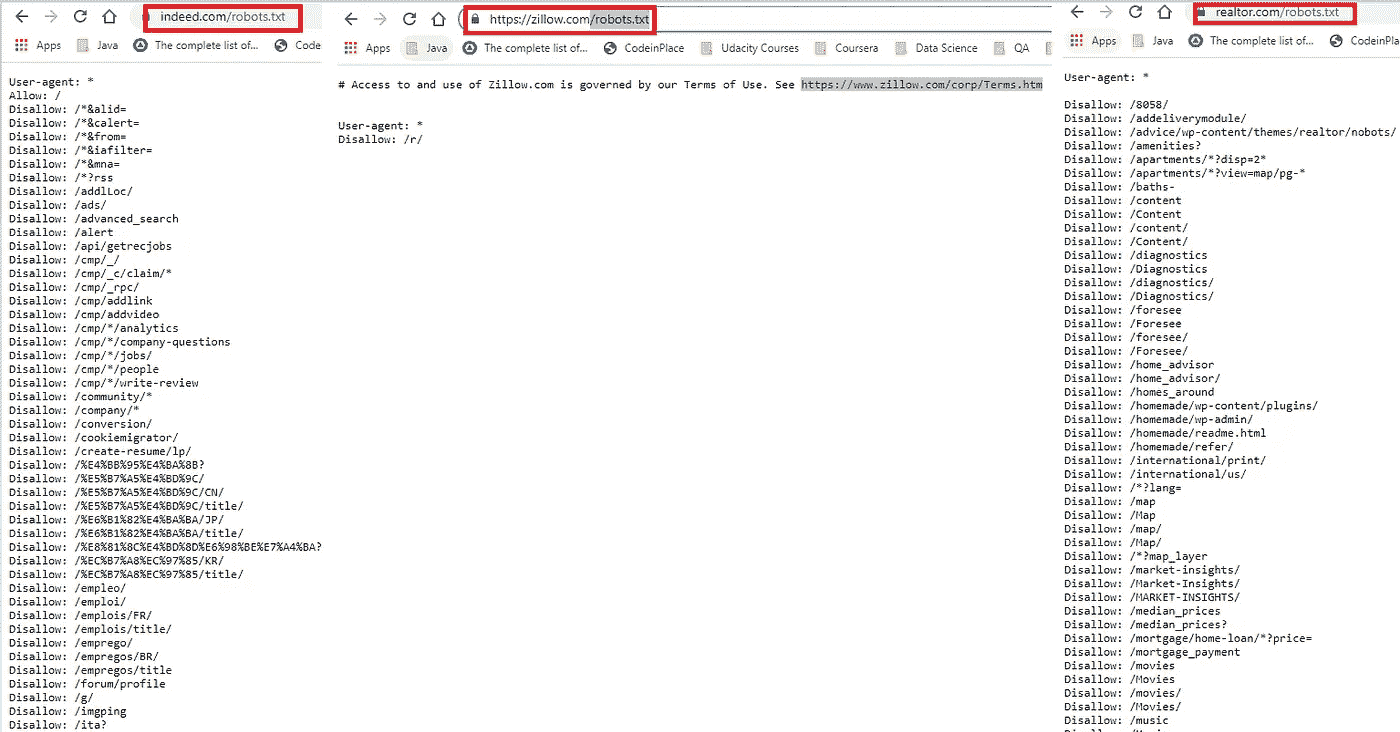 indeed.com/robots.txt
Apps Java The complete list of... Code
User-agent: *
Allow: /
Disallow: /*&alid=
Disallow: /*&calert=
Disallow: /*&from=
Disallow: /*&iafilter=
Disallow: /*&mna=
Disallow: /*?rss
Disallow: /addlLoc/
Disallow: /ads/
Disallow: /advanced_search
Disallow: /alert
Disallow: /api/getrecjobs
Disallow: /cmp/_/
Disallow: /cmp/_c/claim/*
Disallow: /cmp/_rpc/
Disallow: /cmp/addlink
Disallow: /cmp/addvideo
Disallow: /cmp/*/analytics
Disallow: /cmp/*/company-questions
Disallow: /cmp/*/jobs/
Disallow: /cmp/*/people
Disallow: /cmp/*/write-review
Disallow: /community/*
Disallow: /company/*
Disallow: /conversion/
Disallow: /cookiemigrator/
Disallow: /create-resume/lp/
Disallow: /%E4%BB%95%E4%BA%8B?
Disallow: /%E5%B7%A5%E4%BD%9C/
Disallow: /%E5%B7%A5%E4%BD%9C/CN/
Disallow: /%E5%B7%A5%E4%BD%9C/title/
Disallow: /%E6%B1%82%E4%BA%BA/JP/
Disallow: /%E6%B1%82%E4%BA%BA/title/
Disallow: /%E8%81%8C%E4%BD%8D%E6%98%BE%E7%A4%BA?
Disallow: /%EC%B7%A8%EC%97%85/KR/
Disallow: /%EC%B7%A8%EC%97%85/title/
Disallow: /empleo/
Disallow: /emploi/
Disallow: /emplois/FR/
Disallow: /emplois/title/
Disallow: /emprego/
Disallow: /empregos/BR/
Disallow: /empregos/title
Disallow: /forum/profile
Disallow: /g/
Disallow: /imgping
Disallow: /ita?
https://zillow.com/robots.txt
Apps Java The complete list of... CodeinPlace Udacity Courses Coursera Data Science QA
# Access to and use of Zillow.com is governed by our Terms of Use. See https://www.zillow.com/corp/Terms.htm
User-agent: *
Disallow: /r/
realtor.com/robots.txt
Apps Java The complete list of... CodeinPla
User-agent: *
Disallow: /8058/
Disallow: /addeliverymodule/
Disallow: /advice/wp-content/themes/realtor/nobots/
Disallow: /amenities?
Disallow: /apartments/*?disp=2*
Disallow: /apartments/*?view=map/pg-*
Disallow: /baths-
Disallow: /content
Disallow: /Content
Disallow: /content/
Disallow: /Content/
Disallow: /diagnostics
Disallow: /Diagnostics
Disallow: /diagnostics/
Disallow: /Diagnostics/
Disallow: /foresee
Disallow: /Foresee
Disallow: /foresee/
Disallow: /Foresee/
Disallow: /home_advisor
Disallow: /home_advisor/
Disallow: /homes_around
Disallow: /homemade/wp-content/plugins/
Disallow: /homemade/wp-admin/
Disallow: /homemade/readme.html
Disallow: /homemade/refer/
Disallow: /international/print/
Disallow: /international/us/
Disallow: /*?lang=
Disallow: /map
Disallow: /Map
Disallow: /map/
Disallow: /Map/
Disallow: /*?map_layer
Disallow: /market-insights/
Disallow: /Market-Insights/
Disallow: /MARKET-INSIGHTS/
Disallow: /median_prices
Disallow: /median_prices?
Disallow: /mortgage/home-loan/*?price=
Disallow: /mortgage_payment
Disallow: /movies
Disallow: /Movies
Disallow: /movies/
Disallow: /Movies/
Disallow: /music